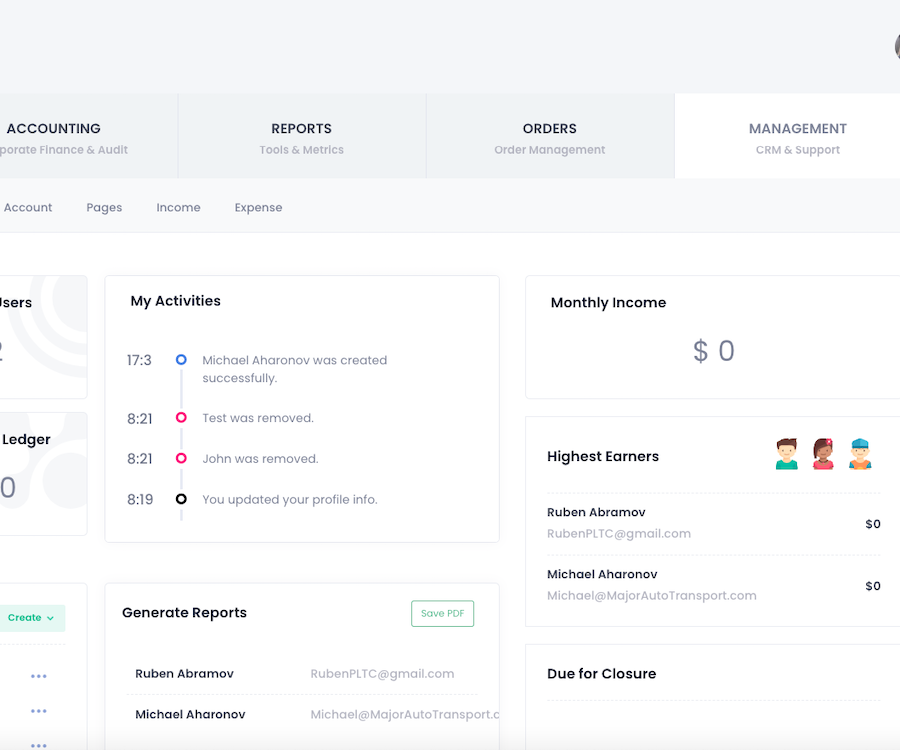 ACCOUNTING
porate Finance & Audit
REPORTS
Tools & Metrics
ORDERS
Order Management
MANAGEMENT
CRM & Support
Account
Pages
Income
Expense
Users
2
Ledger
0
Create
My Activities
17:3
Michael Aharonov was created
successfully.
8:21
Test was removed.
8:21
John was removed.
8:19
You updated your profile info.
Generate Reports
Save PDF
Ruben Abramov
RubenPLTC@gmail.com
Michael Aharonov
Michael@MajorAutoTransport.c
Monthly Income
$ 0
Highest Earners
Ruben Abramov
RubenPLTC@gmail.com
$0
Michael Aharonov
Michael@MajorAutoTransport.com
$0
Due for Closure